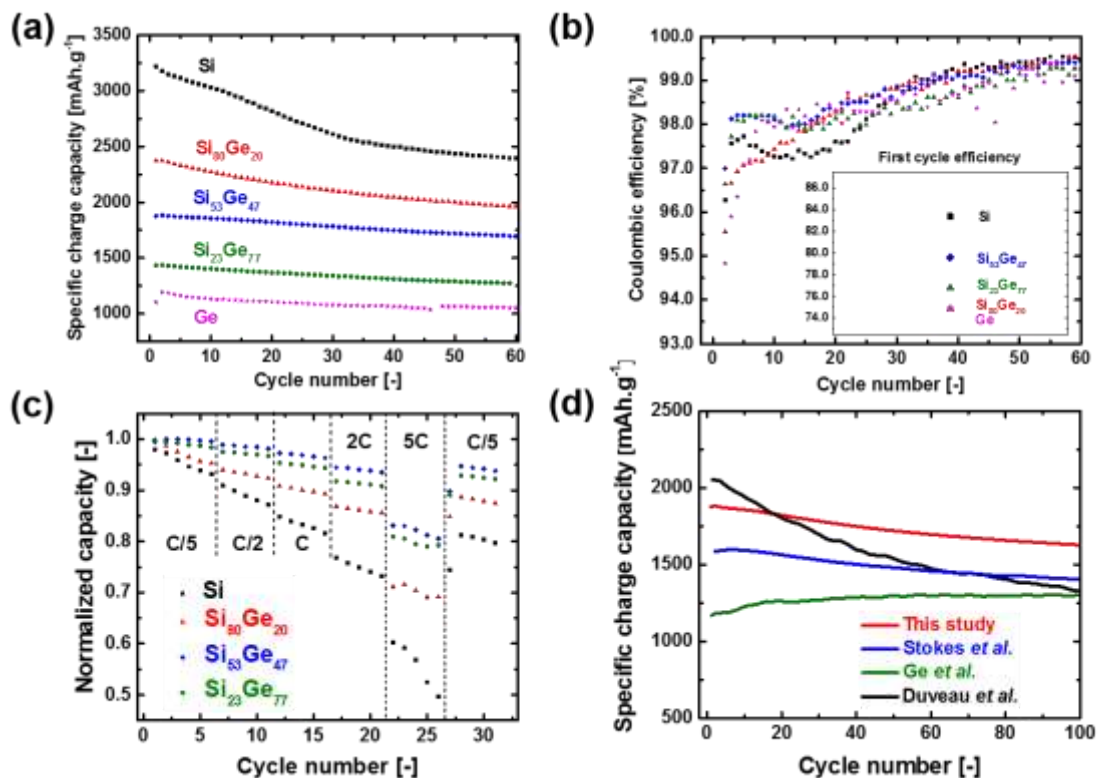 (a)
Specific charge capacity [mAh.g⁻¹]
3500
3000
2500
2000
1500
1000
Si
Si₈₀Ge₂₀
Si₅₃Ge₄₇
Si₂₃Ge₇₇
Ge
0 10 20 30 40 50 60
Cycle number [-]
(b)
Coulombic efficiency [%]
100.0
99.0
98.0
97.0
96.0
95.0
94.0
93.0
First cycle efficiency
86.0
84.0
82.0
80.0
78.0
76.0
74.0
Si
Si₅₃Ge₄₇
Si₂₃Ge₇₇
Si₈₀Ge₂₀
Ge
0 10 20 30 40 50 60
Cycle number [-]
(c)
Normalized capacity [-]
1.0
0.9
0.8
0.7
0.6
0.5
C/5 C/2 C 2C 5C C/5
Si
Si₈₀Ge₂₀
Si₅₃Ge₄₇
Si₂₃Ge₇₇
0 5 10 15 20 25 30
Cycle number [-]
(d)
Specific charge capacity [mAh.g⁻¹]
2500
2000
1500
1000
500
This study
Stokes et al.
Ge et al.
Duveau et al.
0 20 40 60 80 100
Cycle number [-]